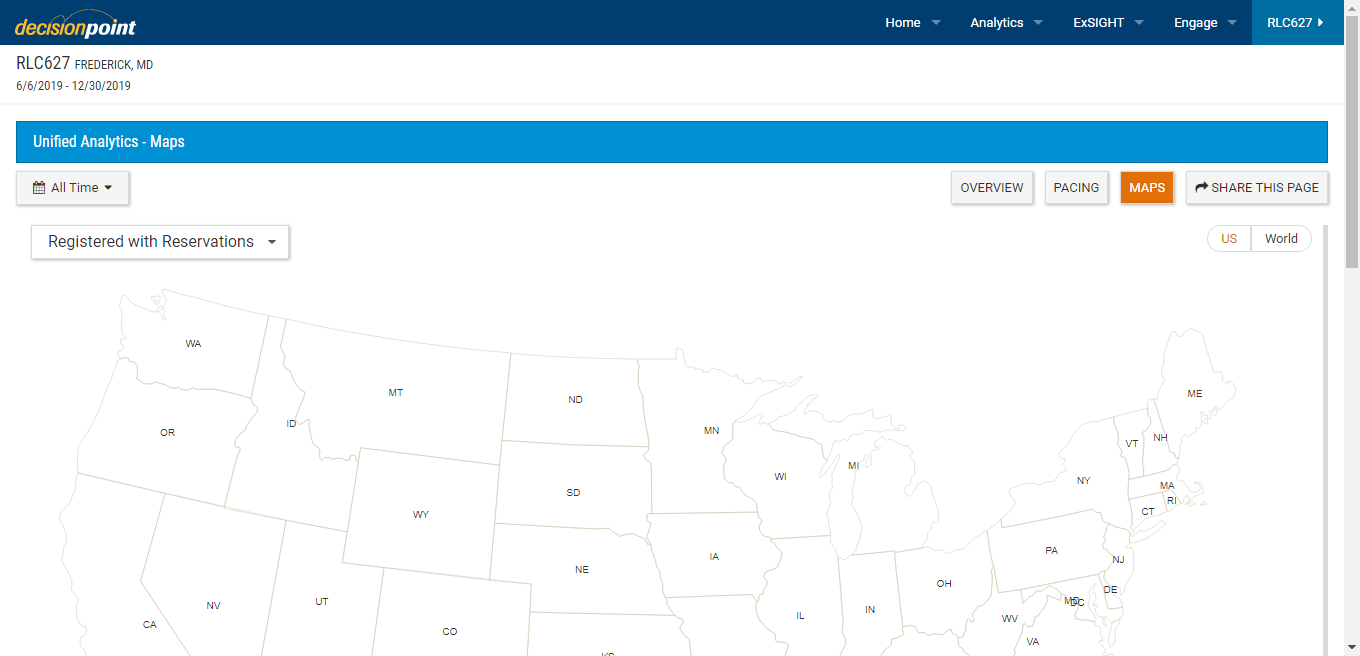 decisionpoint
Home Analytics ExSIGHT Engage RLC627
RLC627 FREDERICK, MD
6/6/2019 - 12/30/2019
Unified Analytics - Maps
All Time OVERVIEW PACING MAPS SHARE THIS PAGE
Registered with Reservations US World
WA
MT
ME
ND
ID
MN
OR
VT NH
MI
WI
NY
MA
SD
RI
WY
CT
PA
IA
NJ
NE
OH
DE
UT
MD
DC
NV
IN
IL
WV
CA
CO
VA
KS